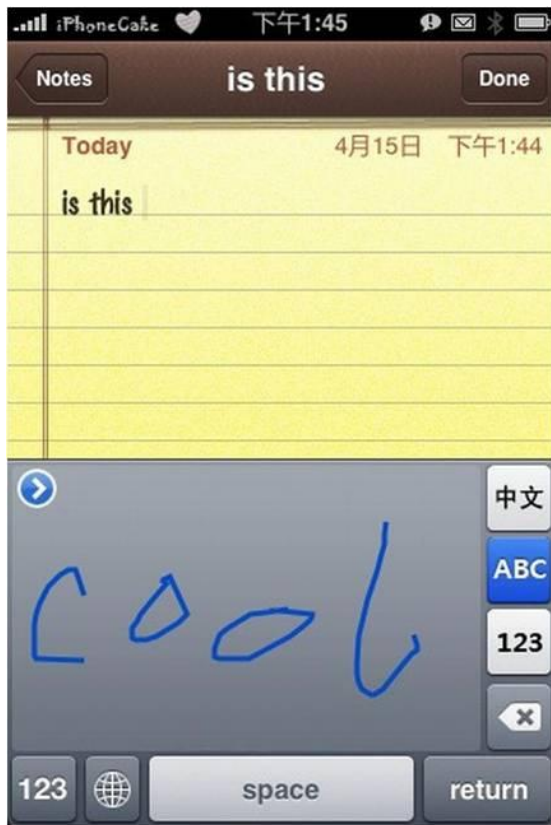 iPhoneCake 下午1:45
Notes is this Done
Today 4月15日 下午1:44
is this
中文
cool
ABC
123
123 space return